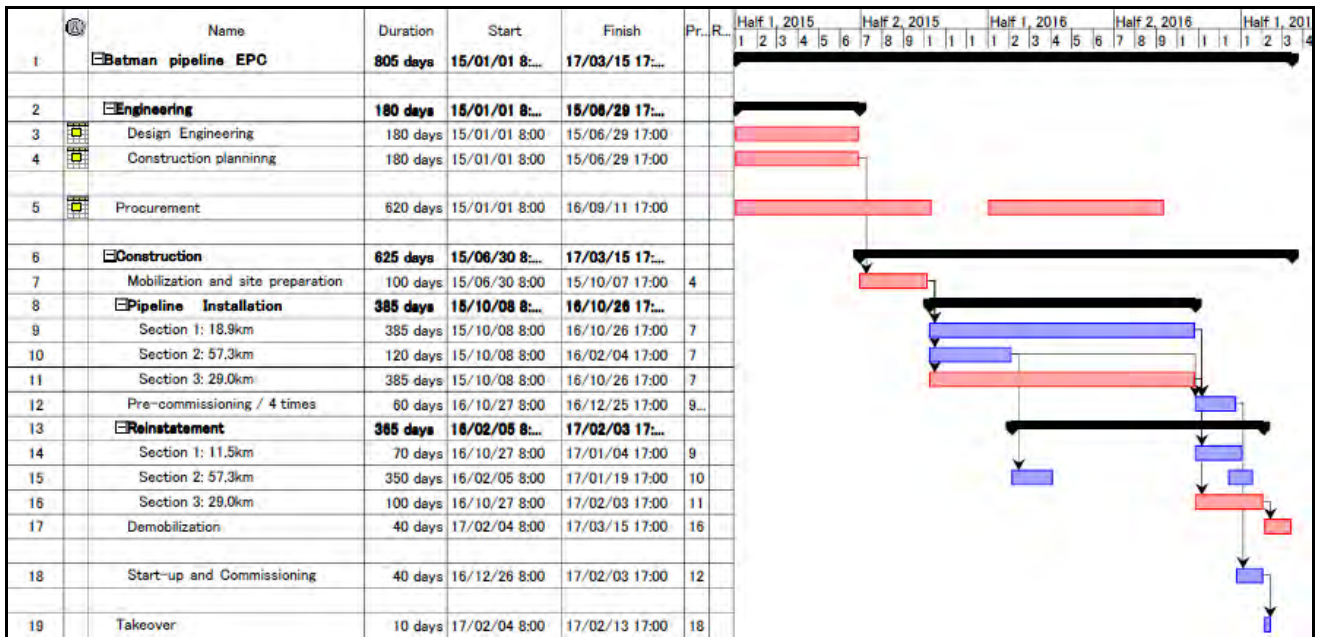 Name Duration Start Finish Pr... R... Half 1, 2015 Half 2, 2015 Half 1, 2016 Half 2, 2016 Half 1, 201
1 2 3 4 5 6 7 8 9 1 1 1 1 2 3 4 5 6 7 8 9 1 1 1 1 2 3 4
1 Batman pipeline EPC 805 days 15/01/01 8:... 17/03/15 17:...
2 Engineering 180 days 15/01/01 8:... 15/06/29 17:...
3 Design Engineering 180 days 15/01/01 8:00 15/06/29 17:00
4 Construction planninng 180 days 15/01/01 8:00 15/06/29 17:00
5 Procurement 620 days 15/01/01 8:00 16/09/11 17:00
6 Construction 625 days 15/06/30 8:... 17/03/15 17:...
7 Mobilization and site preparation 100 days 15/06/30 8:00 15/10/07 17:00 4
8 Pipeline Installation 385 days 15/10/08 8:... 16/10/26 17:...
9 Section 1: 18.9km 385 days 15/10/08 8:00 16/10/26 17:00 7
10 Section 2: 57.3km 120 days 15/10/08 8:00 16/02/04 17:00 7
11 Section 3: 29.0km 385 days 15/10/08 8:00 16/10/26 17:00 7
12 Pre-commissioning / 4 times 60 days 16/10/27 8:00 16/12/25 17:00 9...
13 Reinstatement 365 days 16/02/05 8:... 17/02/03 17:...
14 Section 1: 11.5km 70 days 16/10/27 8:00 17/01/04 17:00 9
15 Section 2: 57.3km 350 days 16/02/05 8:00 17/01/19 17:00 10
16 Section 3: 29.0km 100 days 16/10/27 8:00 17/02/03 17:00 11
17 Demobilization 40 days 17/02/04 8:00 17/03/15 17:00 16
18 Start-up and Commissioning 40 days 16/12/26 8:00 17/02/03 17:00 12
19 Takeover 10 days 17/02/04 8:00 17/02/13 17:00 18